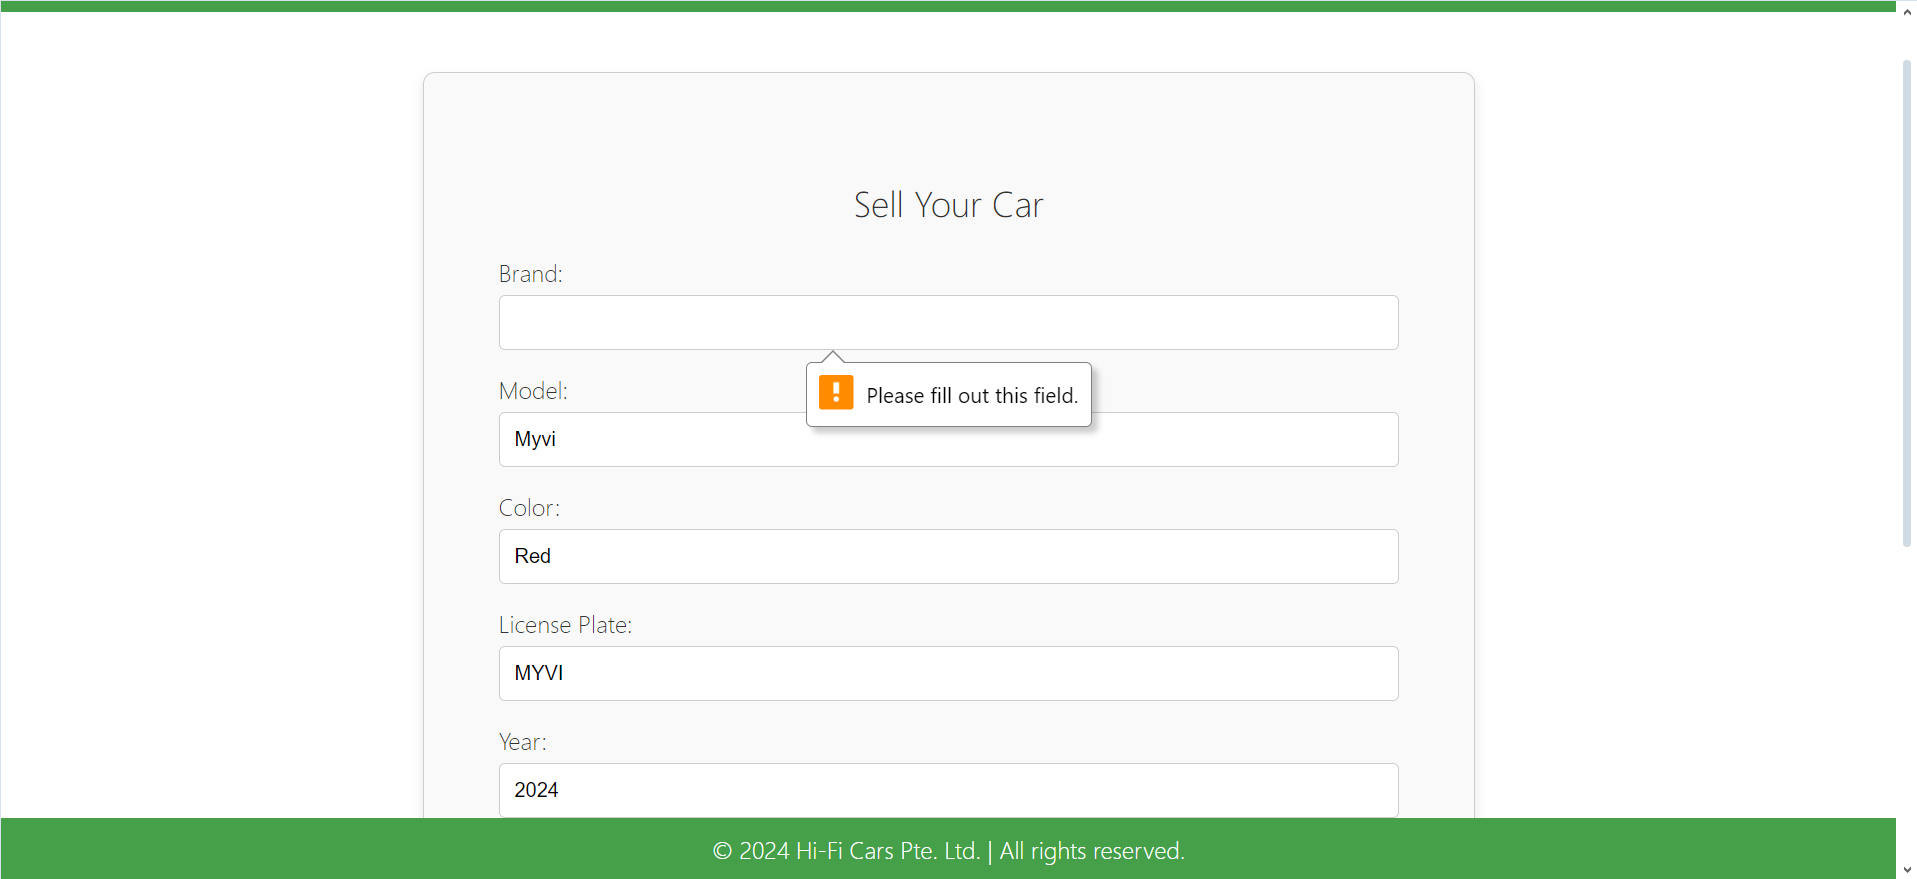 Sell Your Car
Brand:
Please fill out this field.
Model:
Myvi
Color:
Red
License Plate:
MYVI
Year:
2024
© 2024 Hi-Fi Cars Pte. Ltd. | All rights reserved.